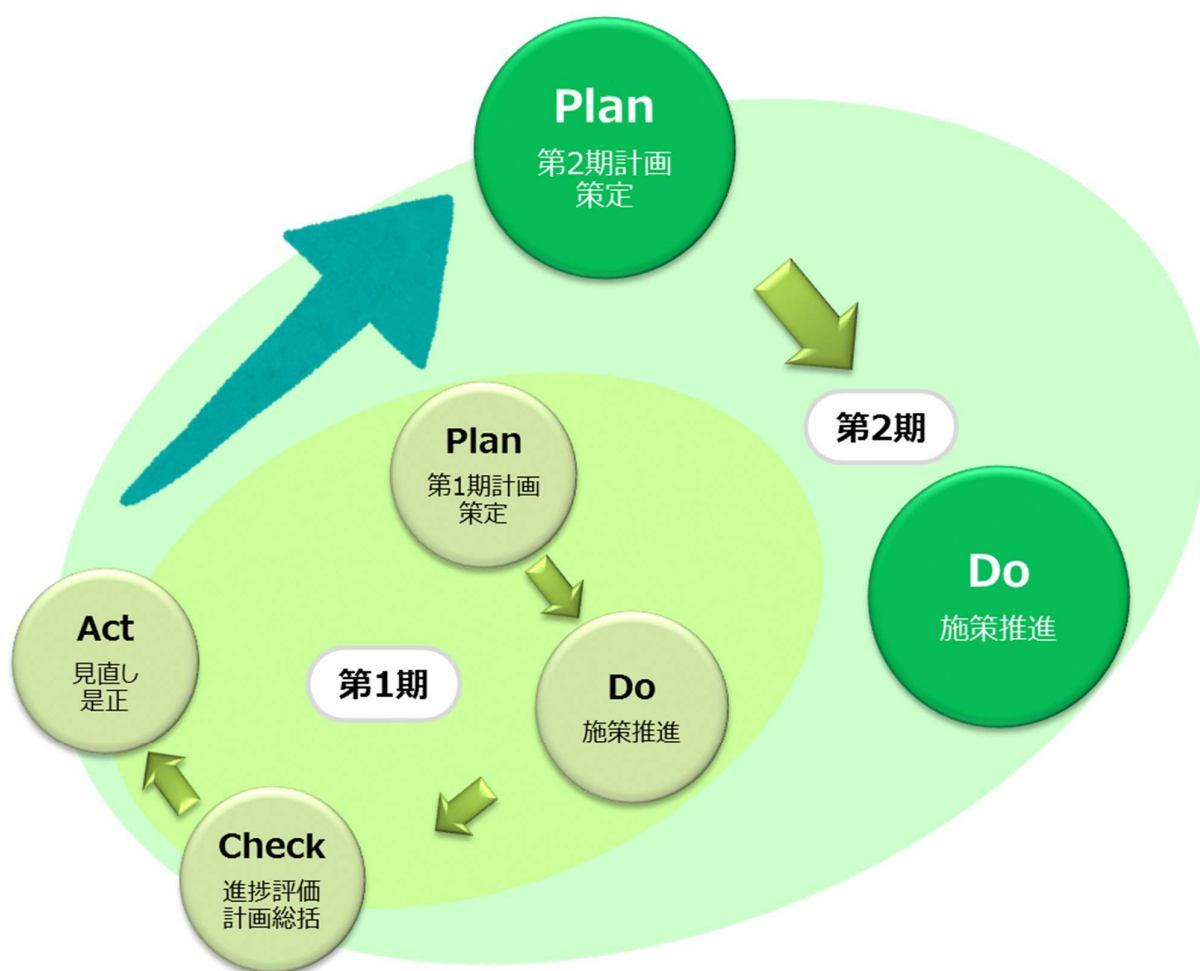 Plan
第2期計画
策定
第2期
Do
施策推進
Plan
第1期計画
策定
第1期
Do
施策推進
Check
進捗評価
計画総括
Act
見直し
是正